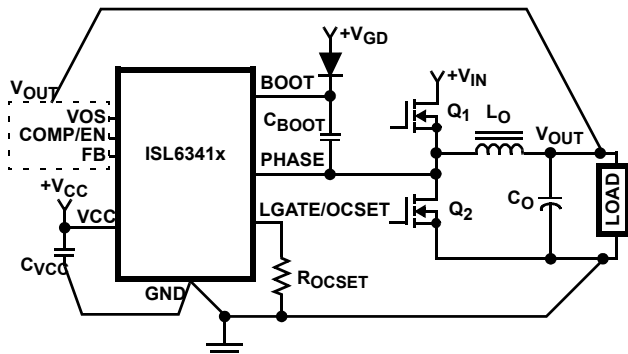 +VGD
VOUT
BOOT
+VIN
VOS
COMP/EN
FB
ISL6341x
CBOOT
Q1
LO
VOUT
PHASE
+VCC
VCC
LGATE/OCSET
Q2
CO
LOAD
CVCC
GND
ROCSET